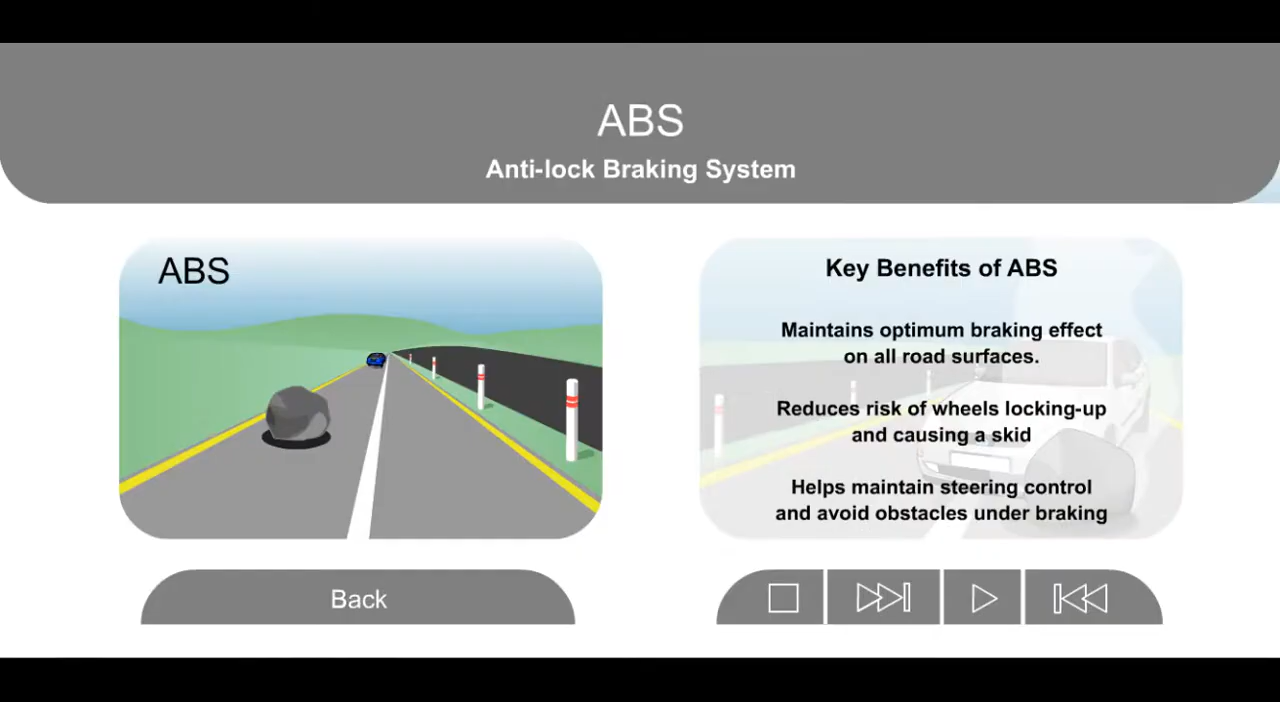 ABS
Anti-lock Braking System
ABS
Key Benefits of ABS
Maintains optimum braking effect
on all road surfaces.
Reduces risk of wheels locking-up
and causing a skid
Helps maintain steering control
and avoid obstacles under braking
Back